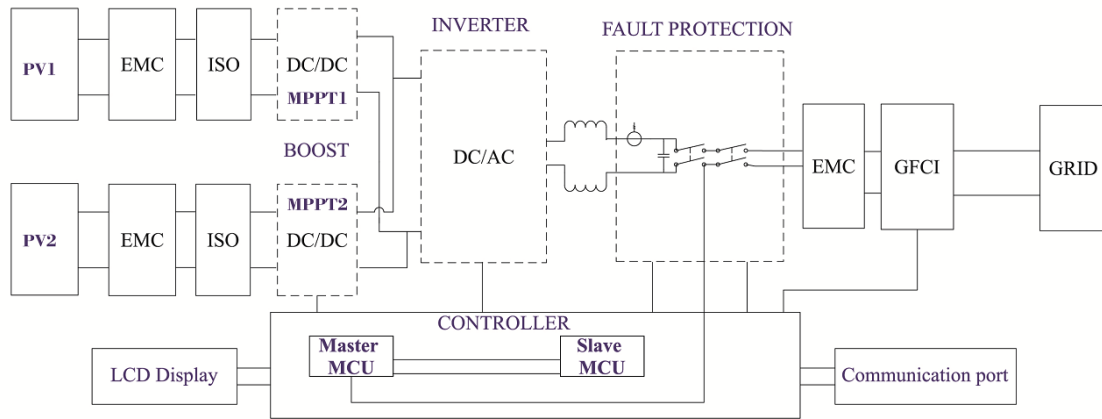 INVERTER
FAULT PROTECTION
PV1
EMC
ISO
DC/DC
MPPT1
BOOST
DC/AC
EMC
GFCI
GRID
PV2
EMC
ISO
MPPT2
DC/DC
CONTROLLER
Master
MCU
Slave
MCU
LCD Display
Communication port